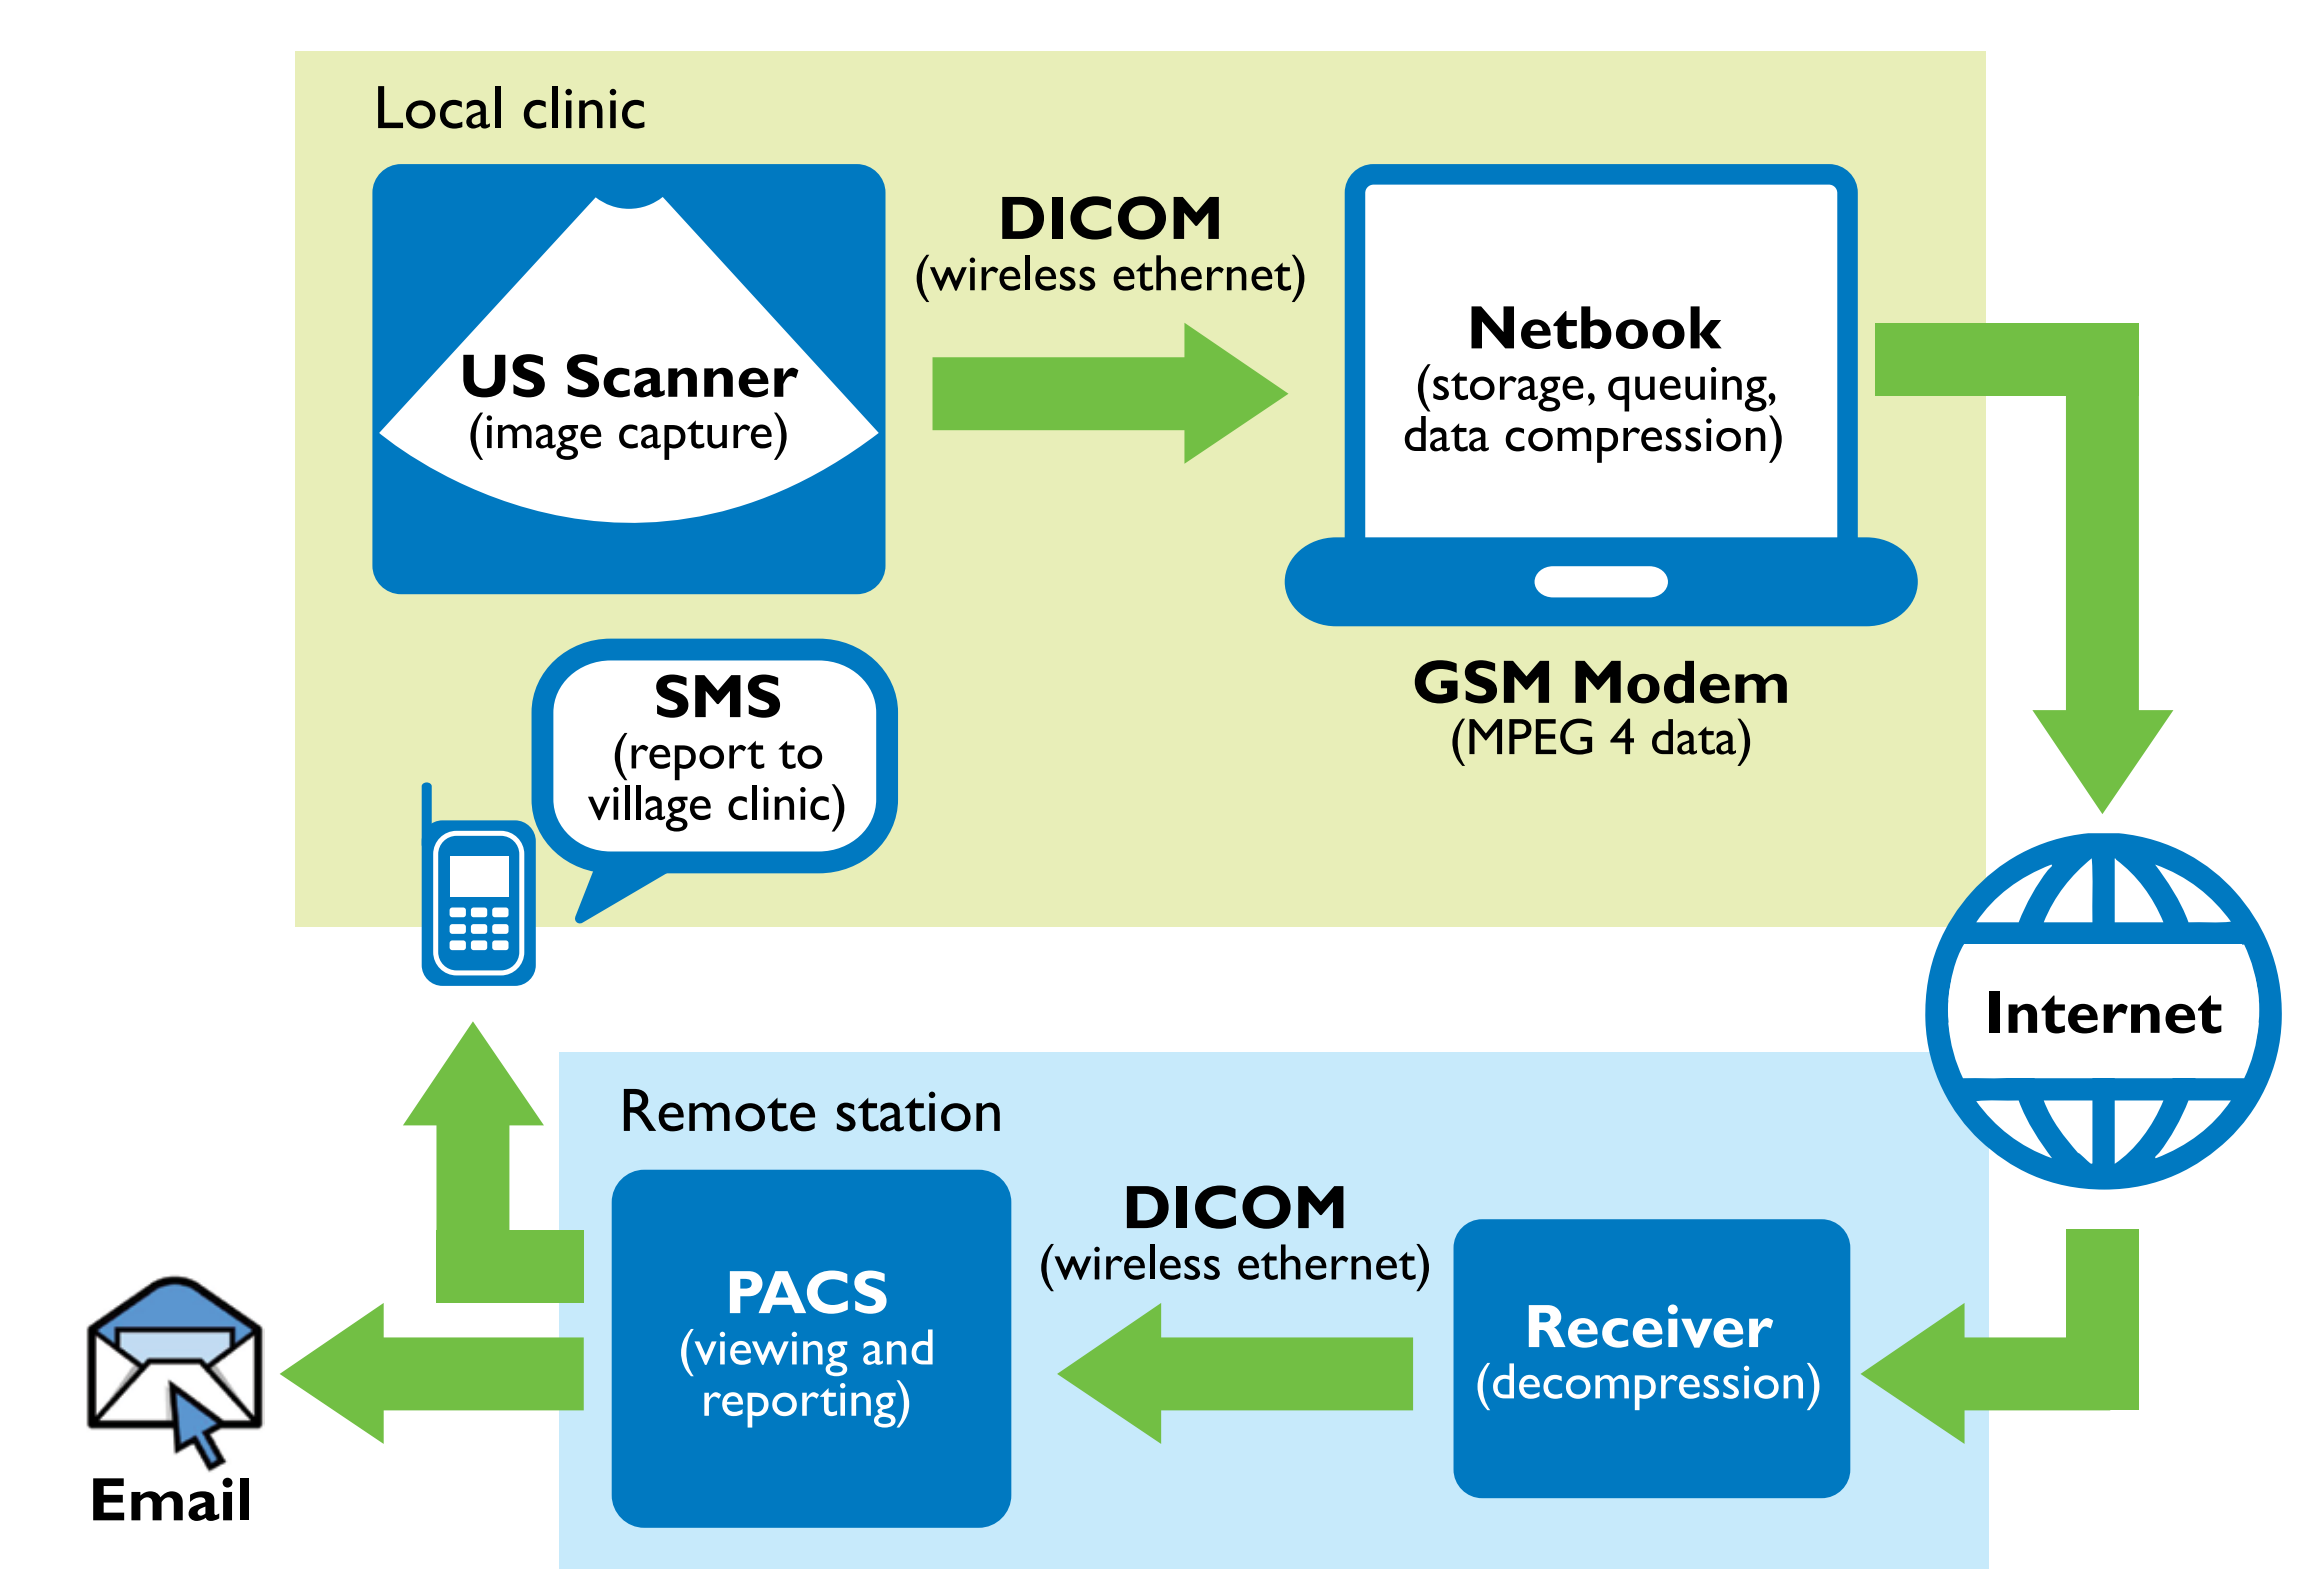 Local clinic
US Scanner
(image capture)
DICOM
(wireless ethernet)
Netbook
(storage, queuing,
data compression)
GSM Modem
(MPEG 4 data)
SMS
(report to
village clinic)
Internet
Remote station
Receiver
(decompression)
DICOM
(wireless ethernet)
PACS
(viewing and
reporting)
Email